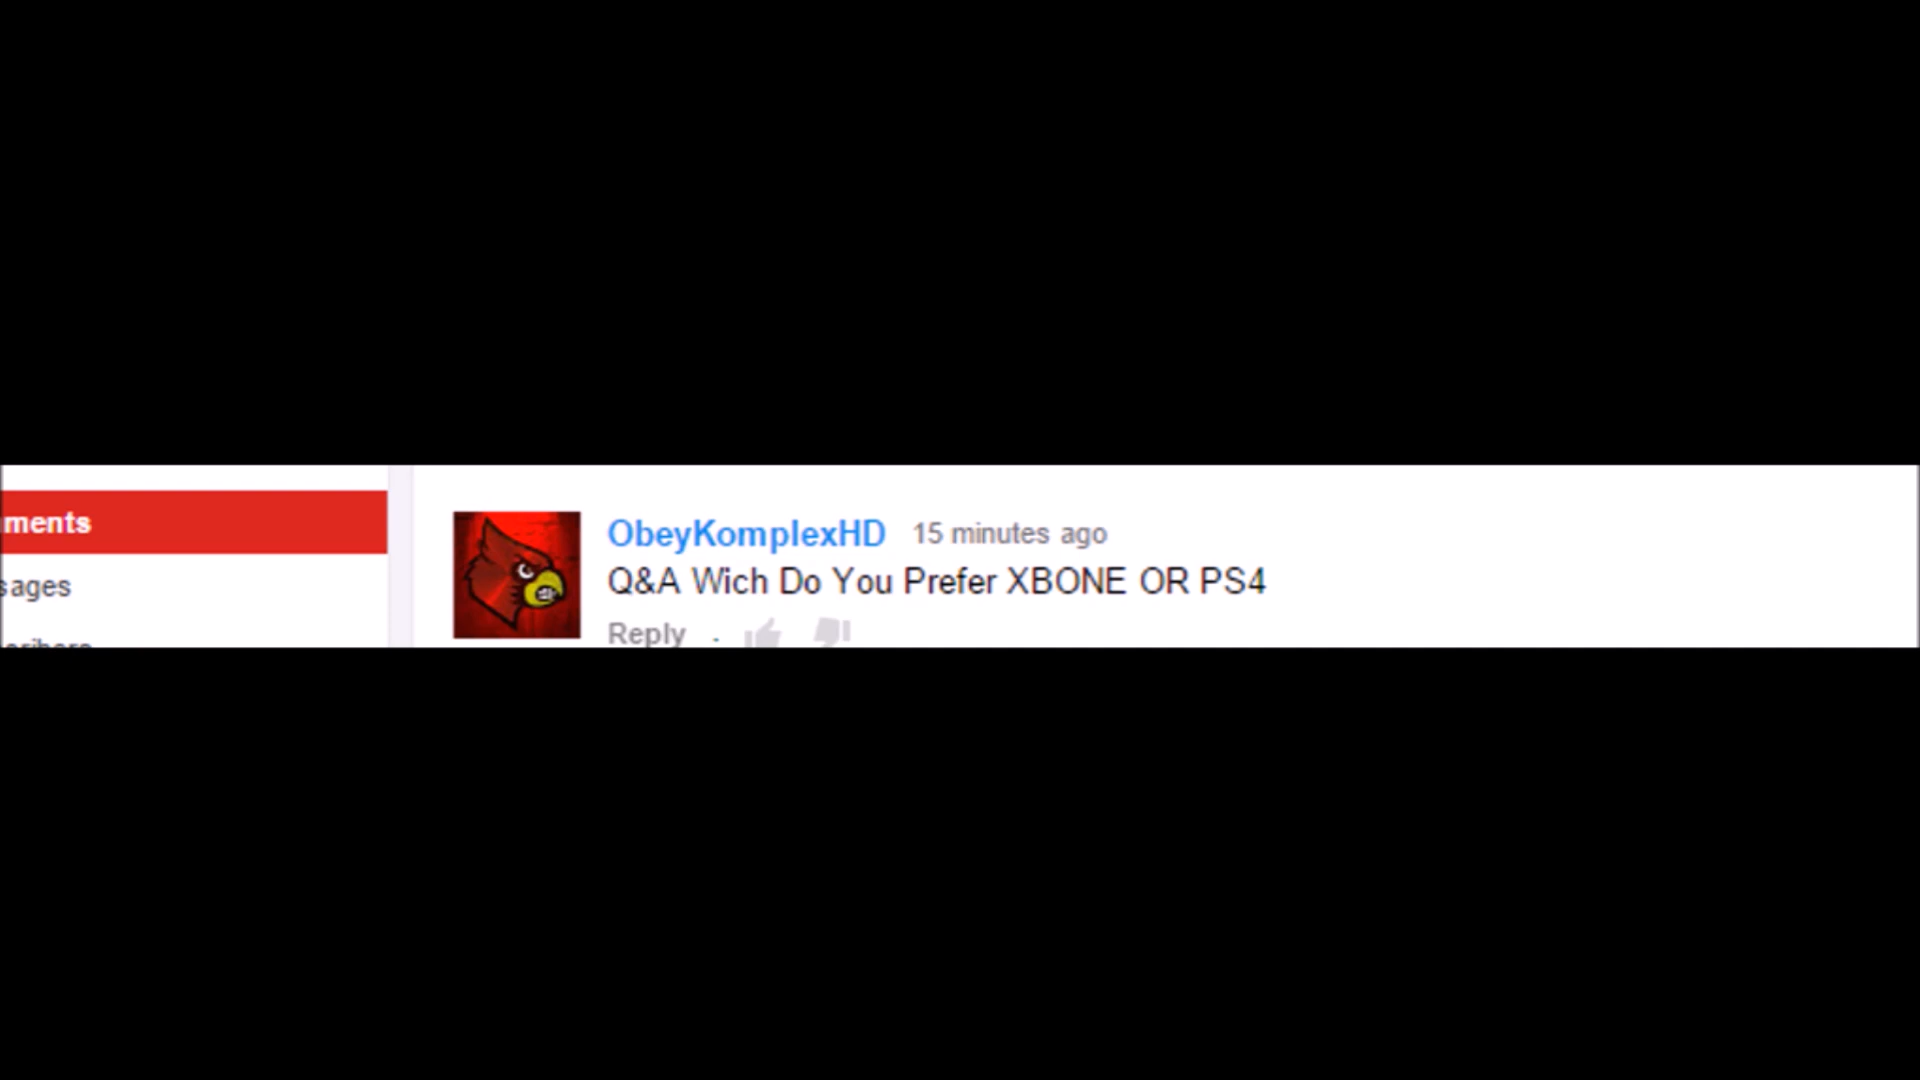 ments
sages
ObeyKomplexHD 15 minutes ago
Q&A Wich Do You Prefer XBONE OR PS4
Reply .